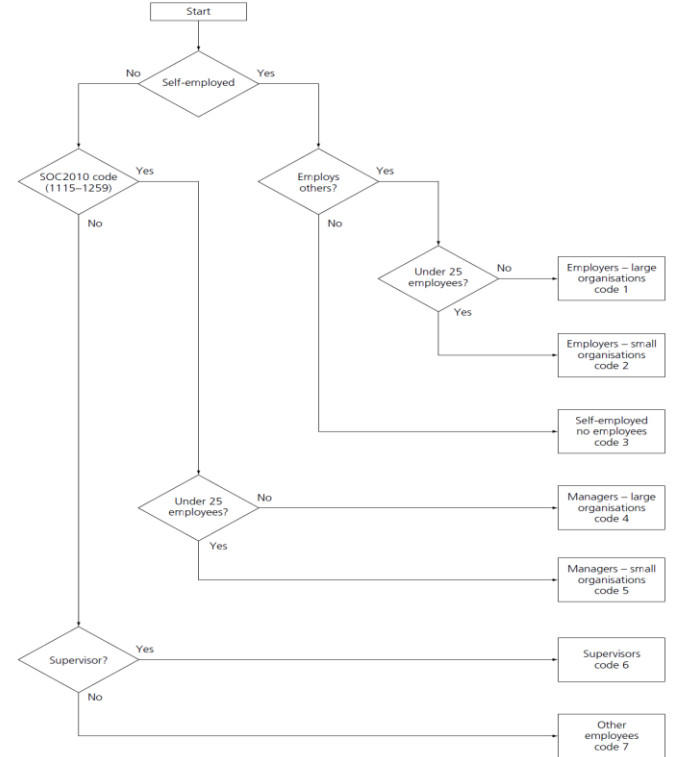 Start
No
Yes
Self-employed
SOC2010 code
(1115–1259)
Yes
No
Employs
others?
Yes
No
Under 25
employees?
No
Yes
Employers – large
organisations
code 1
Employers – small
organisations
code 2
Self-employed
no employees
code 3
Under 25
employees?
No
Yes
Managers – large
organisations
code 4
Managers – small
organisations
code 5
Supervisor?
Yes
No
Supervisors
code 6
Other
employees
code 7